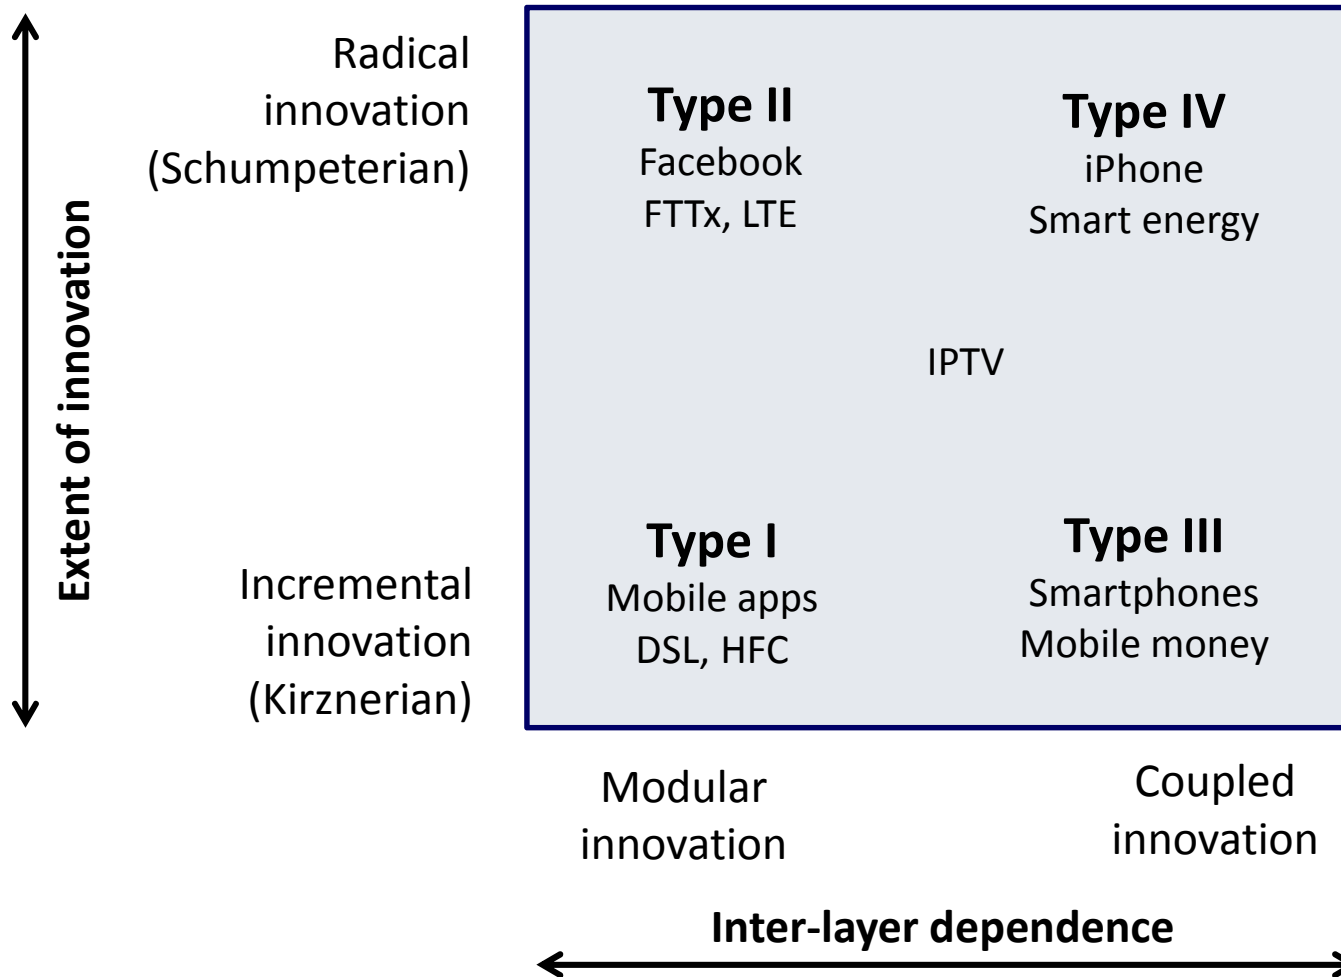 Radical
innovation
(Schumpeterian)
Type II
Facebook
FTTx, LTE
Type IV
iPhone
Smart energy
Extent of innovation
IPTV
Incremental
innovation
(Kirznerian)
Type I
Mobile apps
DSL, HFC
Type III
Smartphones
Mobile money
Modular
innovation
Coupled
innovation
Inter-layer dependence